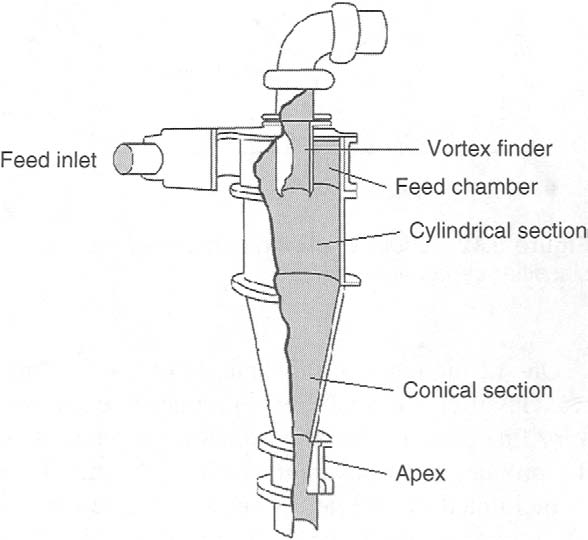 Feed inlet
Vortex finder
Feed chamber
Cylindrical section
Conical section
Apex